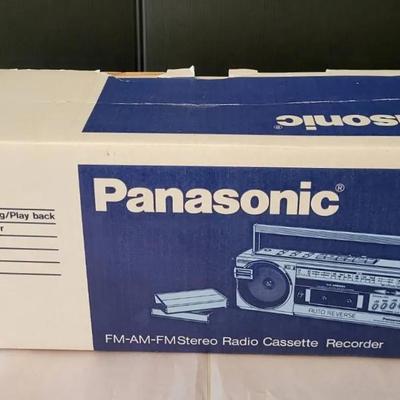 asonic®
g/Play back
r
Panasonic®
AUTO REVERSE
FM-AM-FM Stereo Radio Cassette Recorder